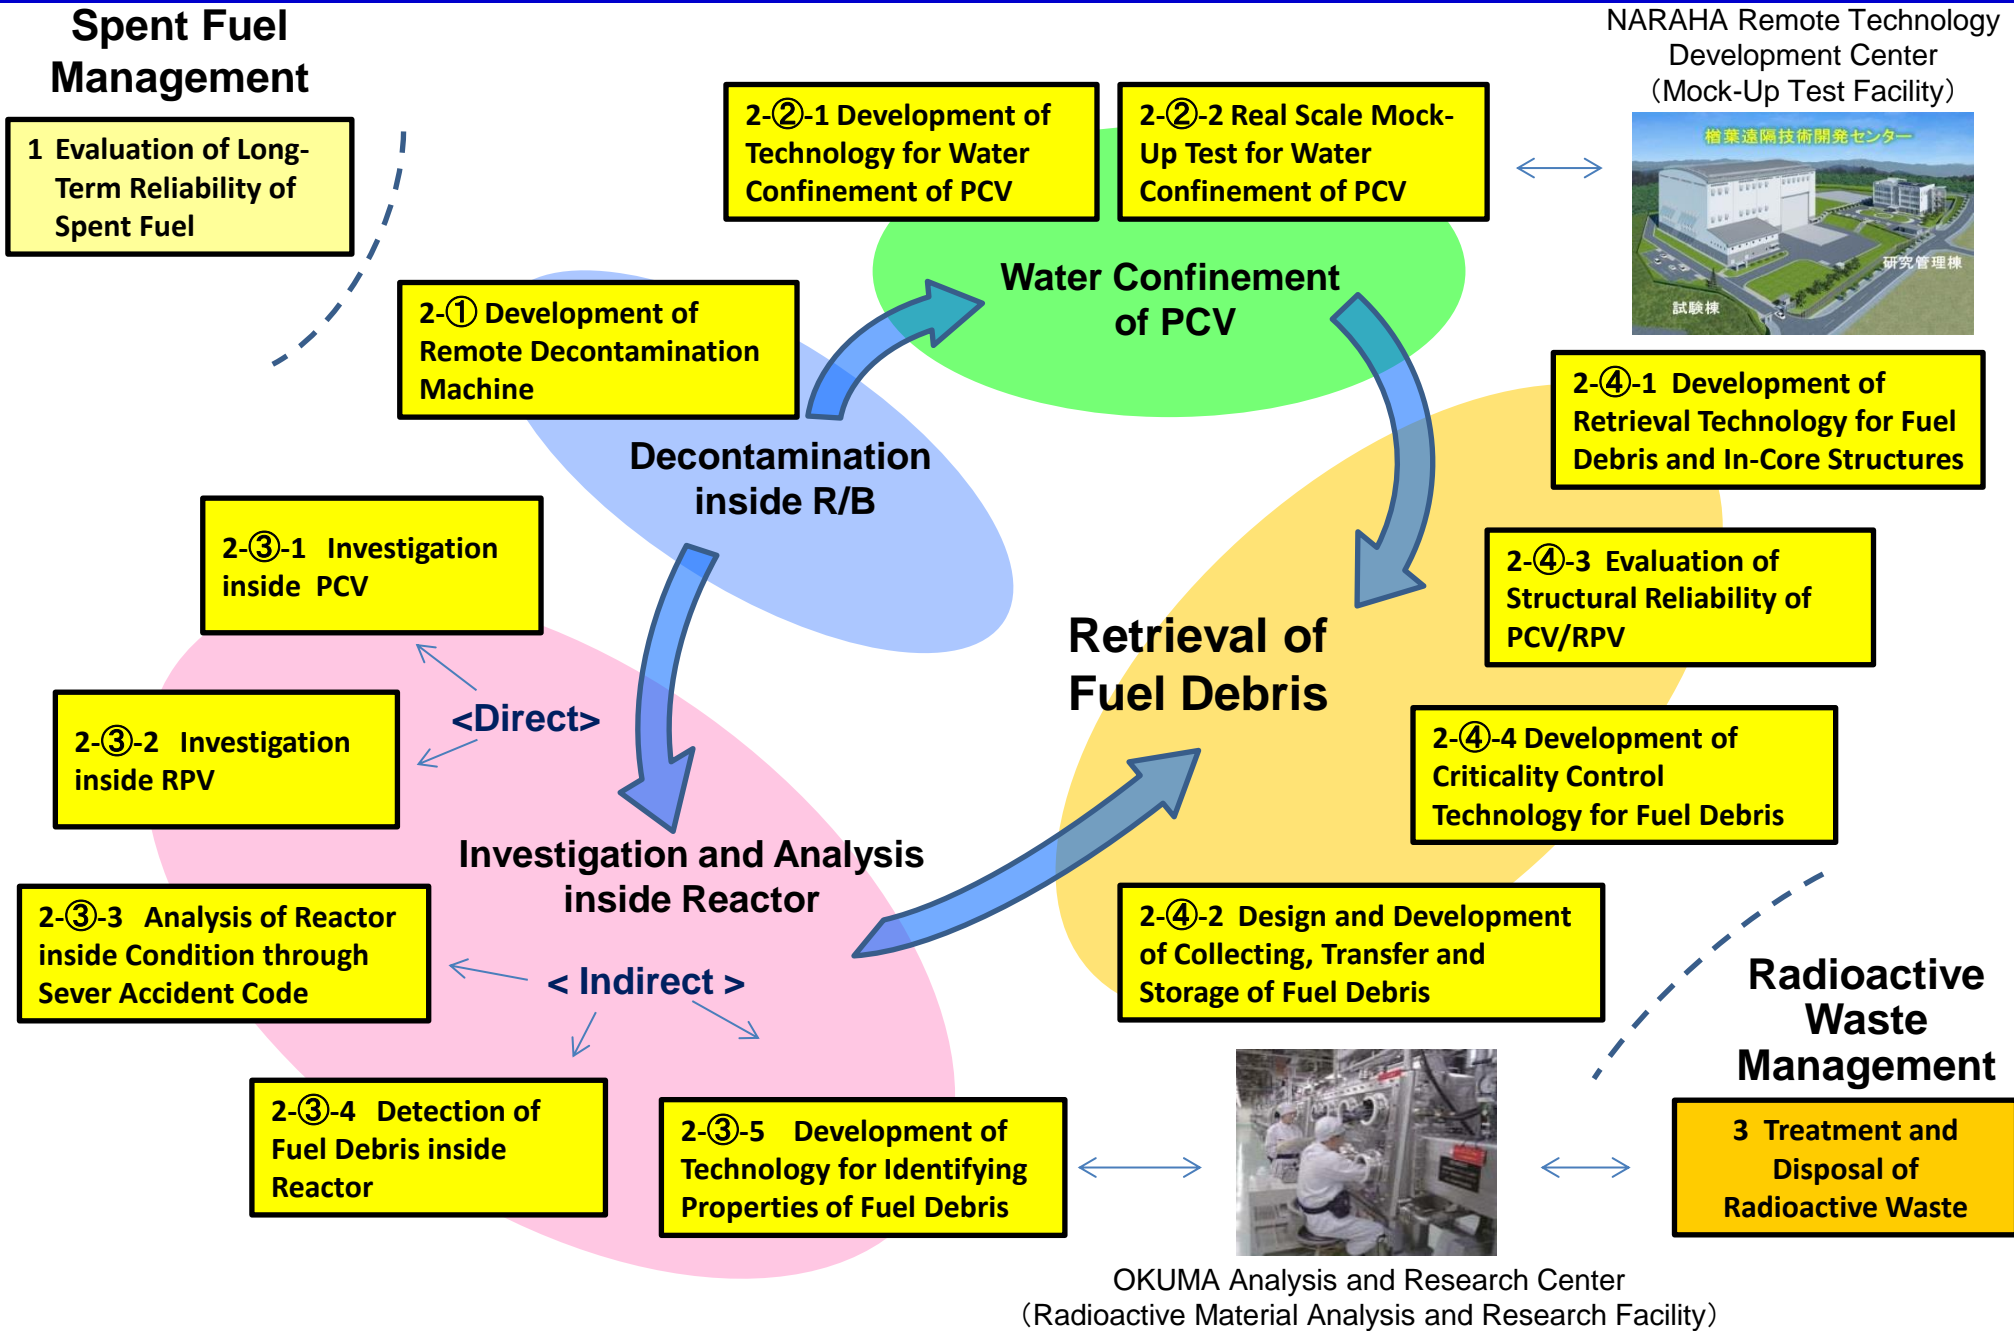 Spent Fuel
Management
1 Evaluation of Long-
Term Reliability of
Spent Fuel
NARAHA Remote Technology
Development Center
（Mock-Up Test Facility）
楢葉遠隔技術開発センター
研究管理棟
試験棟
2-②-1 Development of
Technology for Water
Confinement of PCV
2-②-2 Real Scale Mock-
Up Test for Water
Confinement of PCV
Water Confinement
of PCV
2-① Development of
Remote Decontamination
Machine
Decontamination
inside R/B
2-④-1 Development of
Retrieval Technology for Fuel
Debris and In-Core Structures
2-④-3 Evaluation of
Structural Reliability of
PCV/RPV
Retrieval of
Fuel Debris
2-④-4 Development of
Criticality Control
Technology for Fuel Debris
2-④-2 Design and Development
of Collecting, Transfer and
Storage of Fuel Debris
2-③-1 Investigation
inside PCV
<Direct>
2-③-2 Investigation
inside RPV
Investigation and Analysis
inside Reactor
2-③-3 Analysis of Reactor
inside Condition through
Sever Accident Code
< Indirect >
2-③-4 Detection of
Fuel Debris inside
Reactor
2-③-5 Development of
Technology for Identifying
Properties of Fuel Debris
OKUMA Analysis and Research Center
（Radioactive Material Analysis and Research Facility）
Radioactive
Waste
Management
3 Treatment and
Disposal of
Radioactive Waste